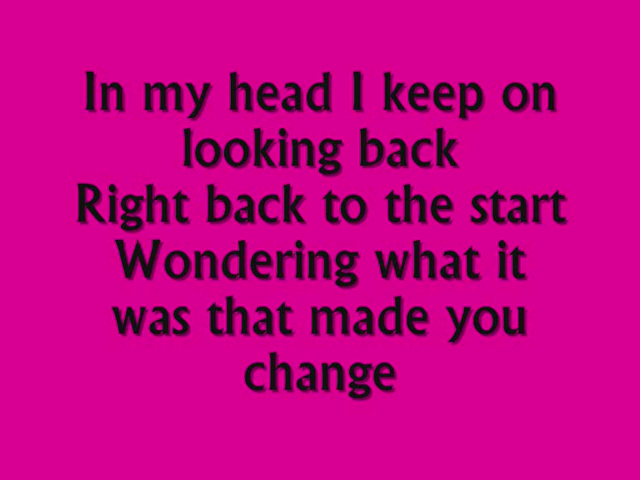 In my head I keep on
looking back
Right back to the start
Wondering what it
was that made you
change